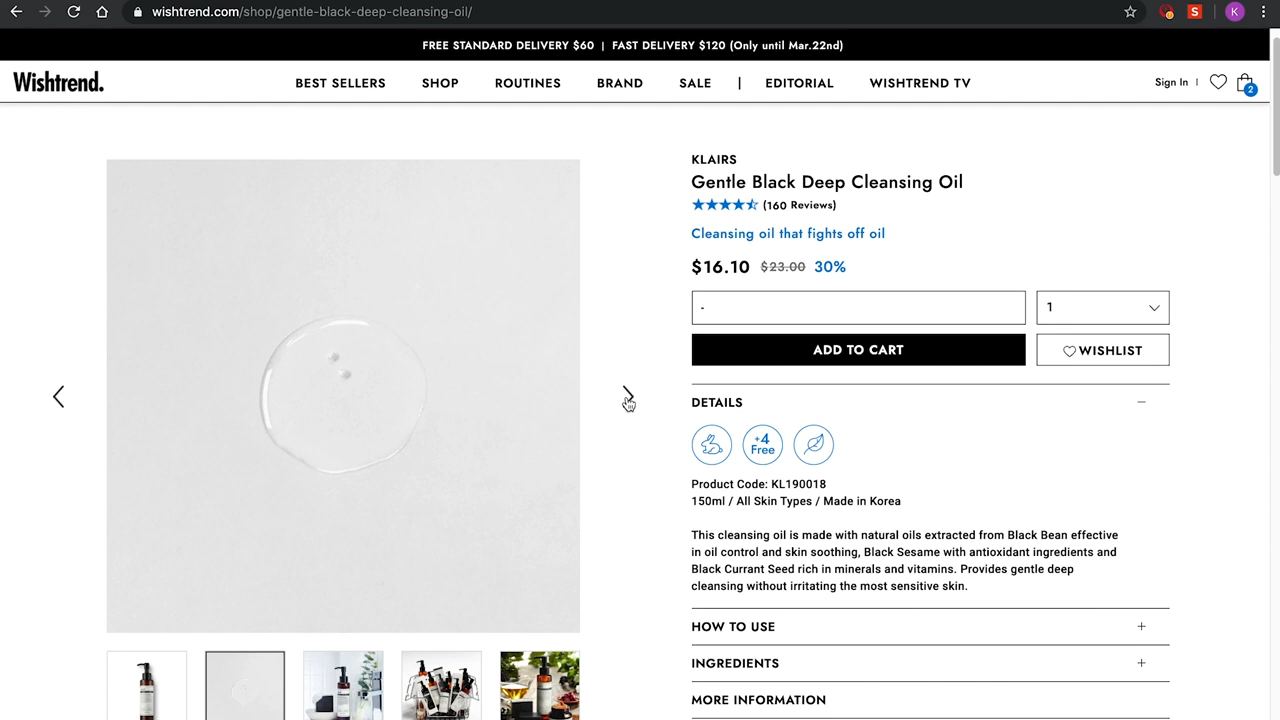 wishtrend.com/shop/gentle-black-deep-cleansing-oil/
S
K
FREE STANDARD DELIVERY $60 | FAST DELIVERY $120 (Only until Mar.22nd)
Wishtrend.
BEST SELLERS
SHOP
ROUTINES
BRAND
SALE
|
EDITORIAL
WISHTREND TV
Sign In
2
KLAIRS
Gentle Black Deep Cleansing Oil
(160 Reviews)
Cleansing oil that fights off oil
$16.10 $23.00 30%
-
1
ADD TO CART
WISHLIST
DETAILS
+4
Free
Product Code: KL190018
150ml / All Skin Types / Made in Korea
This cleansing oil is made with natural oils extracted from Black Bean effective
in oil control and skin soothing, Black Sesame with antioxidant ingredients and
Black Currant Seed rich in minerals and vitamins. Provides gentle deep
cleansing without irritating the most sensitive skin.
HOW TO USE
INGREDIENTS
MORE INFORMATION